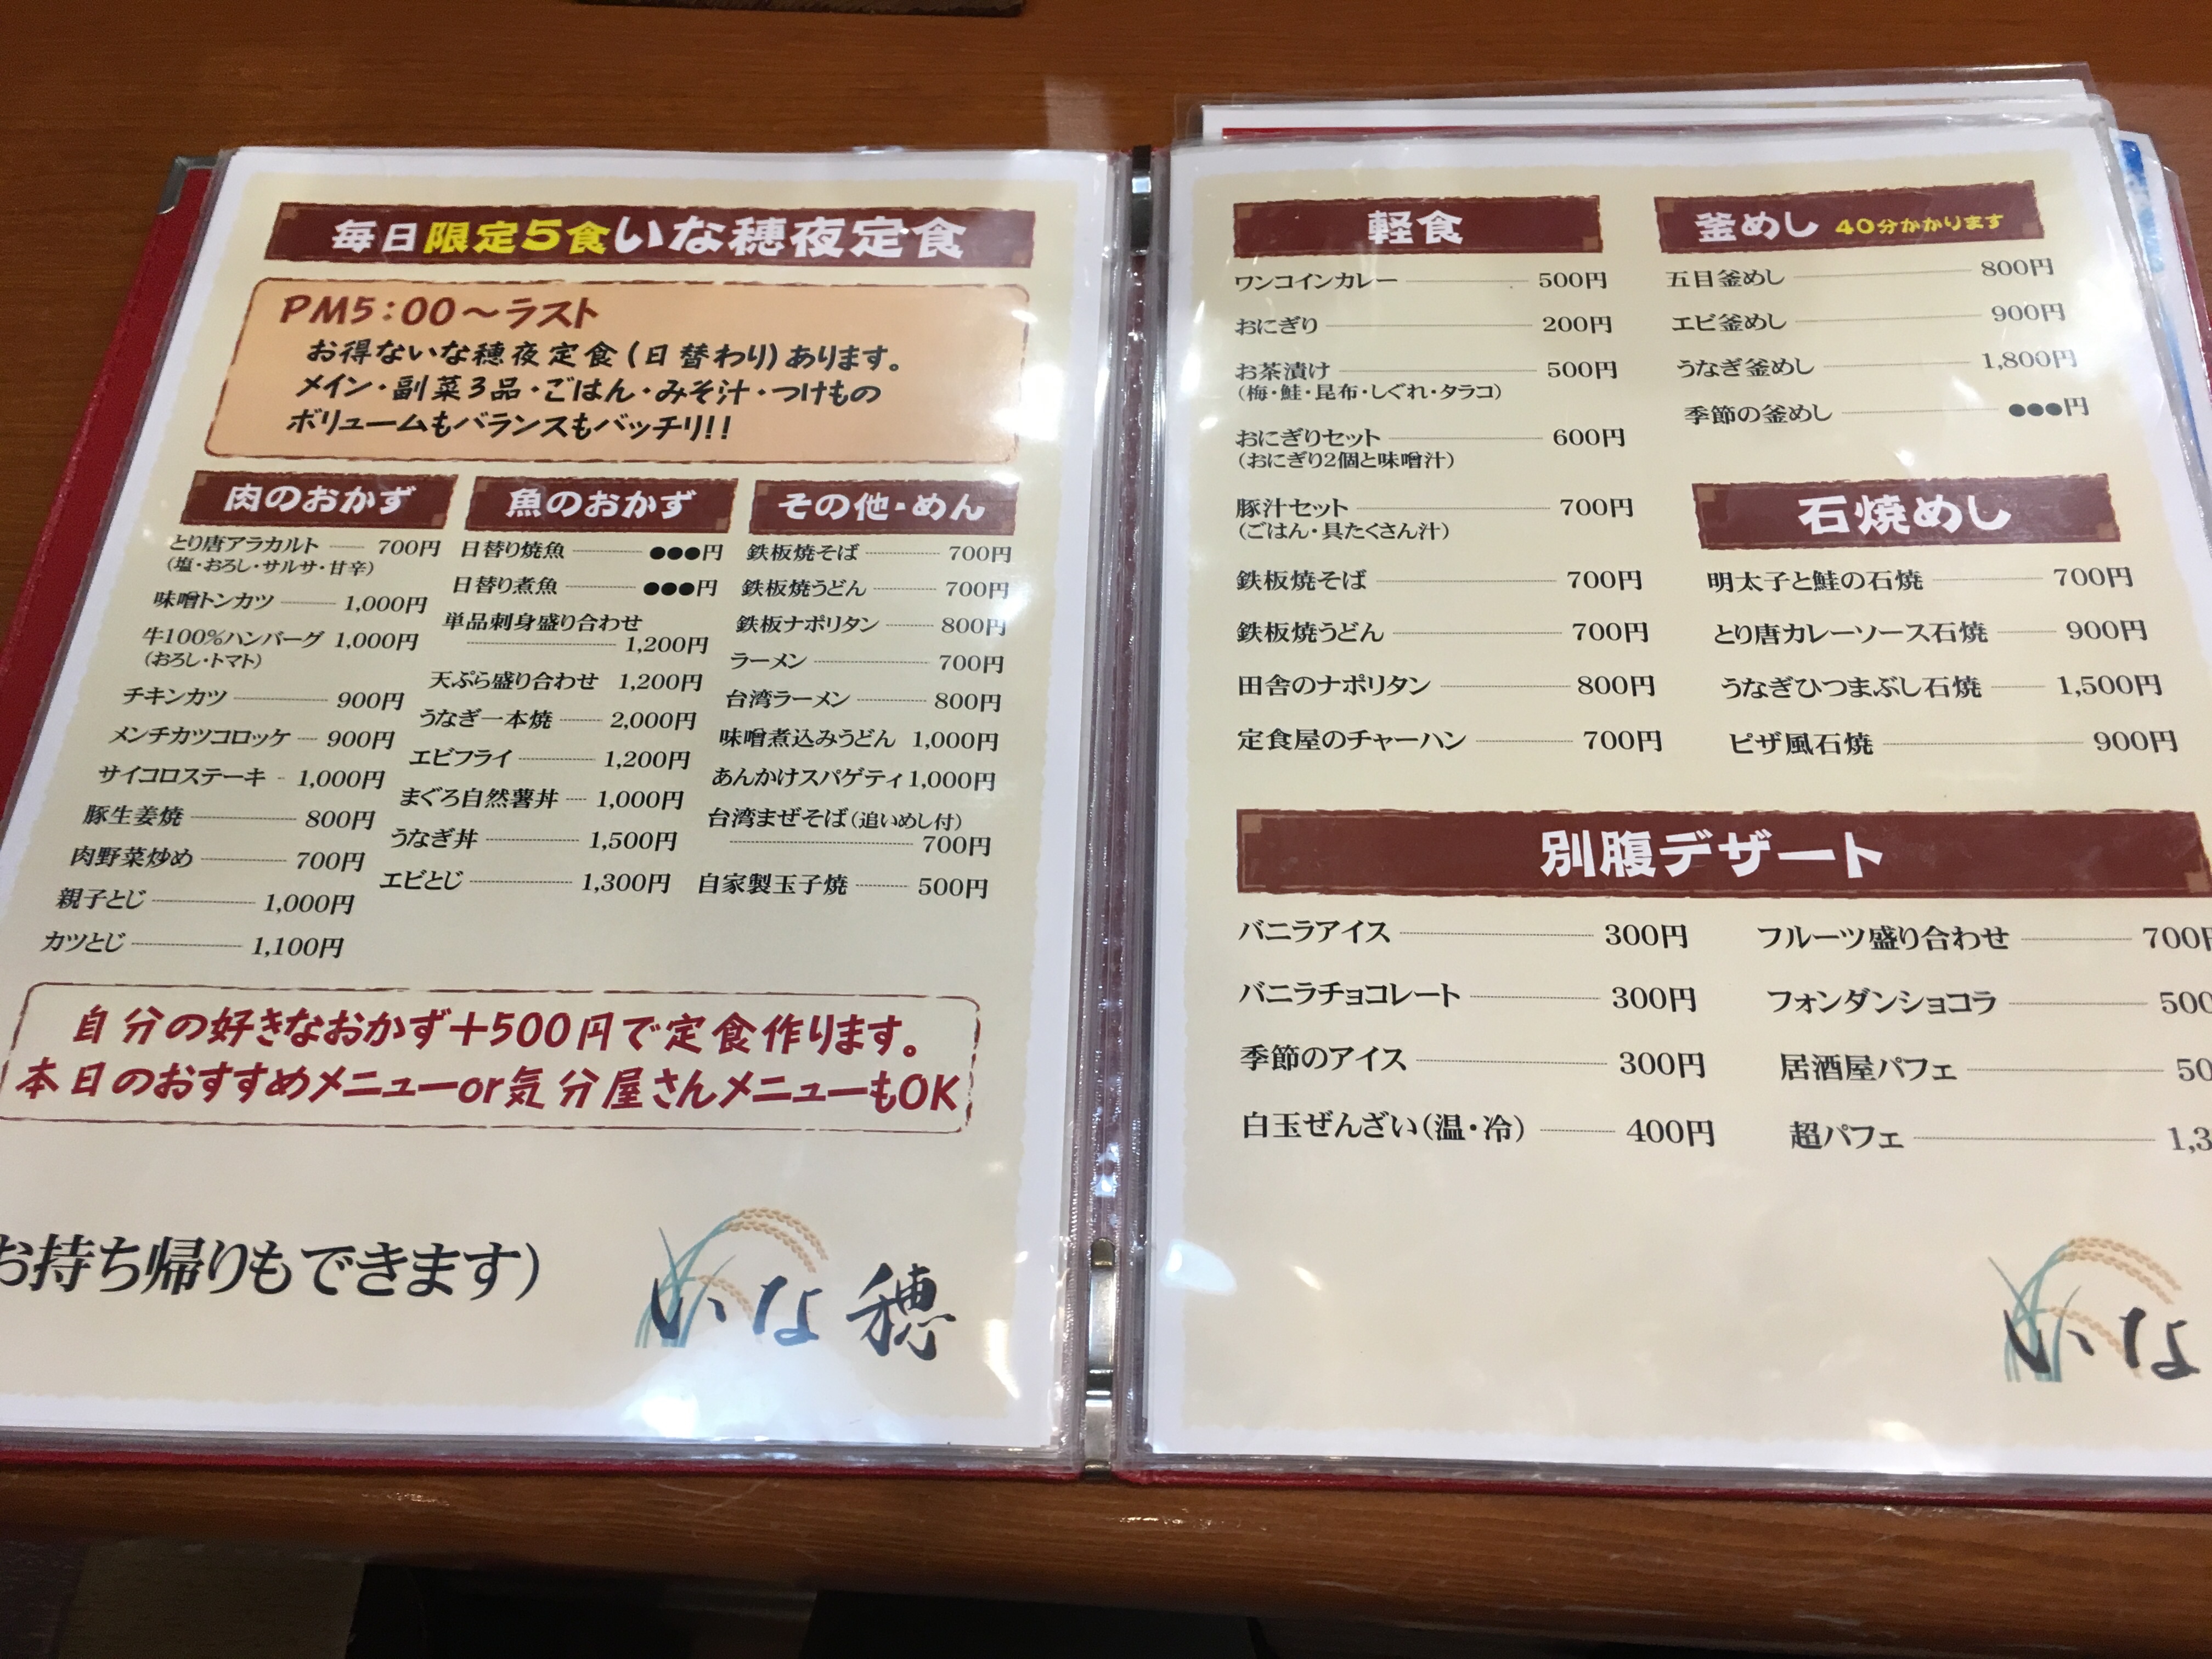 毎日限定5食いな穂夜定食
PM5:00〜ラスト
お得ないな穂夜定食(日替わり)あります。
メイン・副菜3品・ごはん・みそ汁・つけもの
ボリュームもバランスもバッチリ!!
肉のおかず
とり唐アラカルト 700円
(塩・おろし・サルサ・甘辛)
味噌トンカツ 1,000円
牛100%ハンバーグ 1,000円
(おろし・トマト)
チキンカツ 900円
メンチカツコロッケ 900円
サイコロステーキ 1,000円
豚生姜焼 800円
肉野菜炒め 700円
親子とじ 1,000円
カツとじ 1,100円
魚のおかず
日替り焼魚 ●●●円
日替り煮魚 ●●●円
単品刺身盛り合わせ
1,200円
天ぷら盛り合わせ 1,200円
うなぎ一本焼 2,000円
エビフライ 1,200円
まぐろ自然薯丼 1,000円
うなぎ丼 1,500円
エビとじ 1,300円
その他・めん
鉄板焼そば 700円
鉄板焼うどん 700円
鉄板ナポリタン 800円
ラーメン 700円
台湾ラーメン 800円
味噌煮込みうどん 1,000円
あんかけスパゲティ 1,000円
台湾まぜそば(追いめし付)
700円
自家製玉子焼 500円
自分の好きなおかず+500円で定食作ります。
本日のおすすめメニューor気分屋さんメニューもOK
お持ち帰りもできます)
いな穂
軽食
ワンコインカレー 500円
おにぎり 200円
お茶漬け 500円
(梅・鮭・昆布・しぐれ・タラコ)
おにぎりセット 600円
(おにぎり2個と味噌汁)
豚汁セット 700円
(ごはん・具たくさん汁)
鉄板焼そば 700円
鉄板焼うどん 700円
田舎のナポリタン 800円
定食屋のチャーハン 700円
釜めし 40分かかります
五目釜めし 800円
エビ釜めし 900円
うなぎ釜めし 1,800円
季節の釜めし ●●●円
石焼めし
明太子と鮭の石焼 700円
とり唐カレーソース石焼 900円
うなぎひつまぶし石焼 1,500円
ピザ風石焼 900円
別腹デザート
バニラアイス 300円
バニラチョコレート 300円
季節のアイス 300円
白玉ぜんざい(温・冷) 400円
フルーツ盛り合わせ 700円
フォンダンショコラ 500
居酒屋パフェ 50
超パフェ 1,3
いな